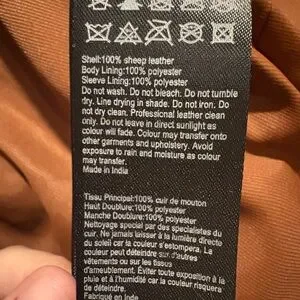 Shell:100% sheep leather
Body Lining:100% polyester
Sleeve Lining:100% polyester
Do not wash. Do not bleach. Do not tumble
dry. Line drying in shade. Do not iron. Do
not dry clean. Professional leather clean
only. Do not leave in direct sunlight as
colour will fade. Colour may transfer onto
other garments and upholstery. Avoid
exposure to rain and moisture as colour
may transfer.
Made in India
Tissu Principal:100% cuir de mouton
Haut Doublure:100% polyester
Manche Doublure:100% polyester
Nettoyage special par des specialistes du
cuir. Ne jamais laisser à la lumière directe
du soleil car la couleur s'estompera. La
couleur peut déteindre sur d'autres
vêtements ou sur les tissus
d'ameublement. Éviter toute exposition à la
pluie et à l'humidité car la couleur risque
de déteindre.
Fabriqué en Inde